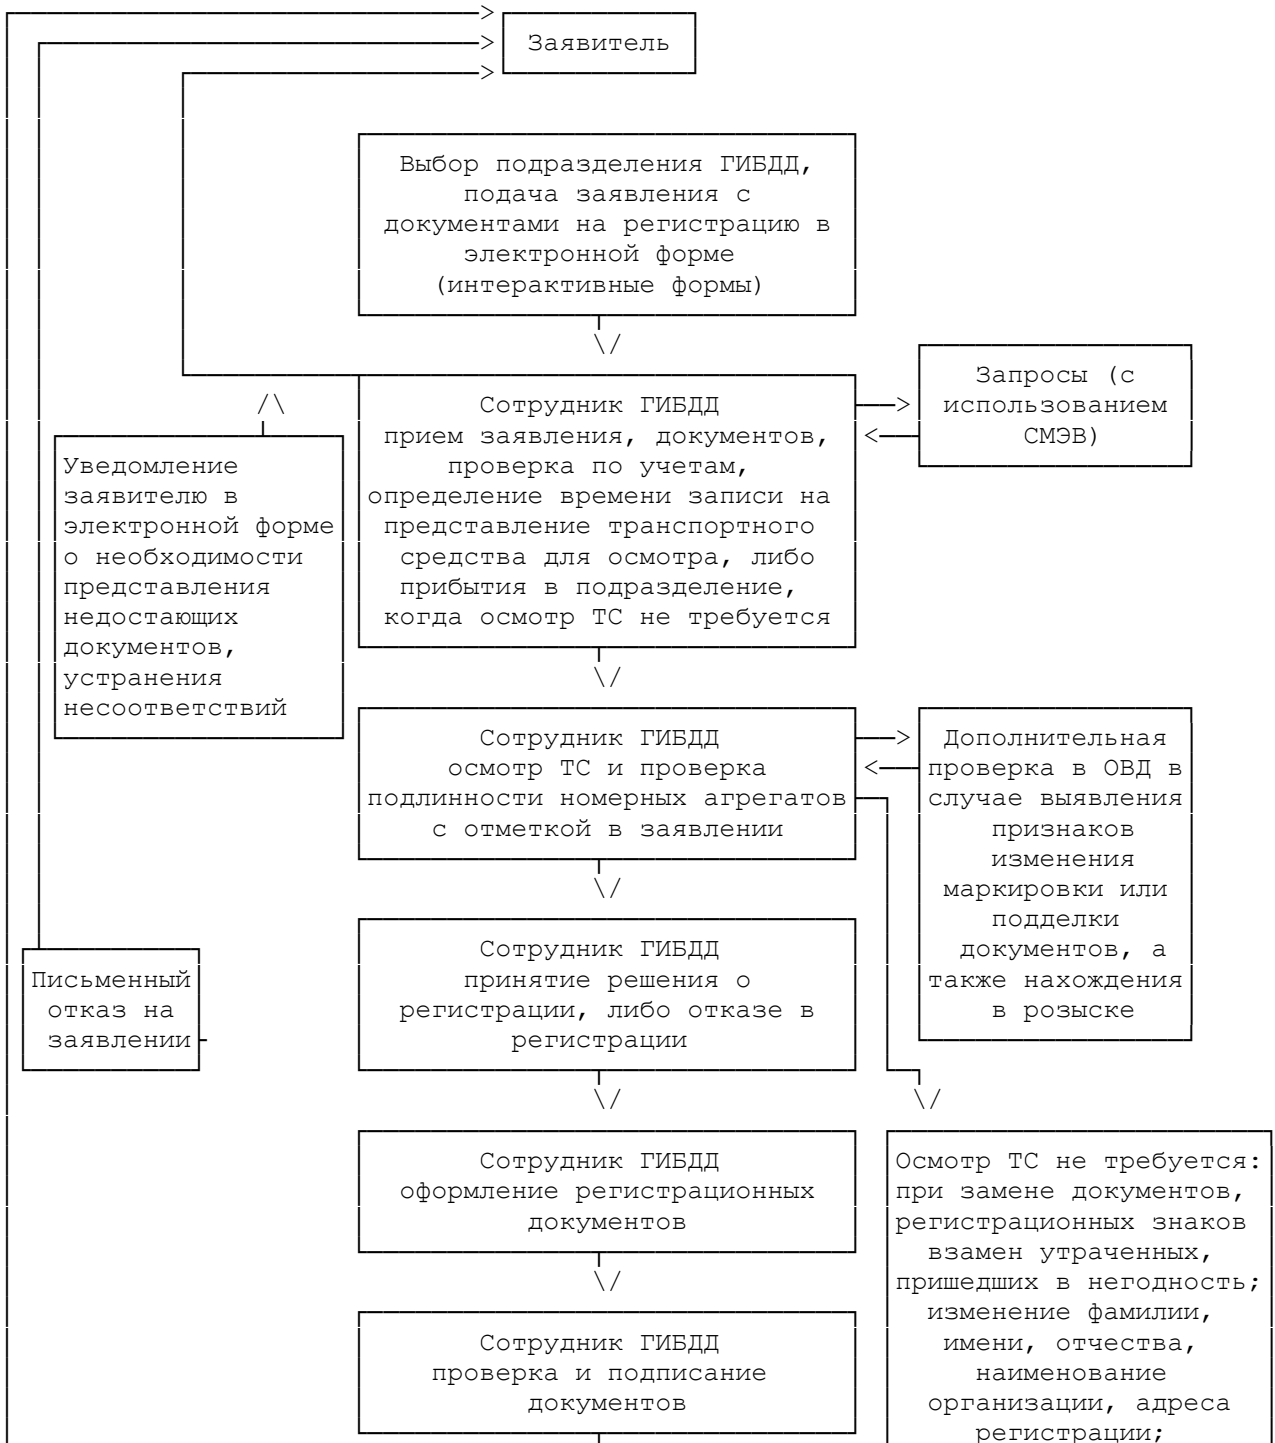 Заявитель
Выбор подразделения ГИБДД,
подача заявления с
документами на регистрацию в
электронной форме
(интерактивные формы)
Запросы (с
использованием
СМЭВ)
Сотрудник ГИБДД
прием заявления, документов,
проверка по учетам,
определение времени записи на
представление транспортного
средства для осмотра, либо
прибытия в подразделение,
когда осмотр ТС не требуется
Уведомление
заявителю в
электронной форме
о необходимости
представления
недостающих
документов,
устранения
несоответствий
Сотрудник ГИБДД
осмотр ТС и проверка
подлинности номерных агрегатов
с отметкой в заявлении
Дополнительная
проверка в ОВД в
случае выявления
признаков
изменения
маркировки или
подделки
документов, а
также нахождения
в розыске
Сотрудник ГИБДД
принятие решения о
регистрации, либо отказе в
регистрации
Письменный
отказ на
заявлении
Сотрудник ГИБДД
оформление регистрационных
документов
Осмотр ТС не требуется:
при замене документов,
регистрационных знаков
взамен утраченных,
пришедших в негодность;
изменение фамилии,
имени, отчества,
наименование
организации, адреса
регистрации;
Сотрудник ГИБДД
проверка и подписание
документов